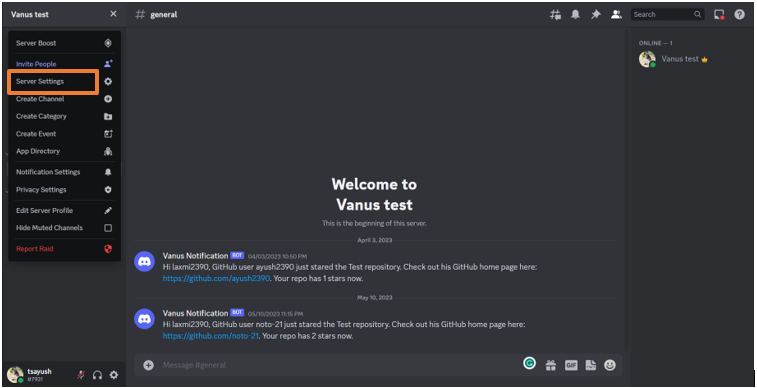 Vanus test
general
Search
Server Boost
Invite People
Server Settings
Create Channel
Create Category
Create Event
App Directory
Notification Settings
Privacy Settings
Edit Server Profile
Hide Muted Channels
Report Raid
tsayush
#7931
Welcome to
Vanus test
This is the beginning of this server.
April 3, 2023
Vanus Notification BOT 04/03/2023 10:50 PM
Hi laxmi2390, GitHub user ayush2390 just stared the Test repository. Check out his GitHub home page here:
https://github.com/ayush2390. Your repo has 1 stars now.
May 10, 2023
Vanus Notification BOT 05/10/2023 11:15 PM
Hi laxmi2390, GitHub user noto-21 just stared the Test repository. Check out his GitHub home page here:
https://github.com/noto-21. Your repo has 2 stars now.
Message #general
GIF
ONLINE — 1
Vanus test